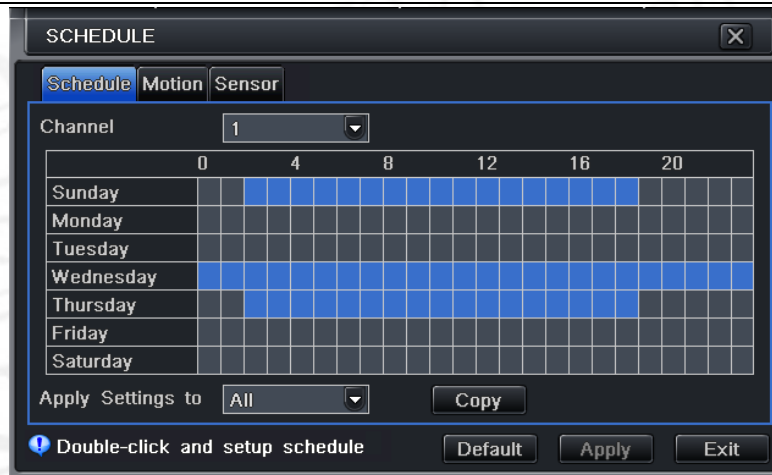 SCHEDULE
Schedule Motion Sensor
Channel 1
0 4 8 12 16 20
Sunday
Monday
Tuesday
Wednesday
Thursday
Friday
Saturday
Apply Settings to All Copy
Double-click and setup schedule Default Apply Exit